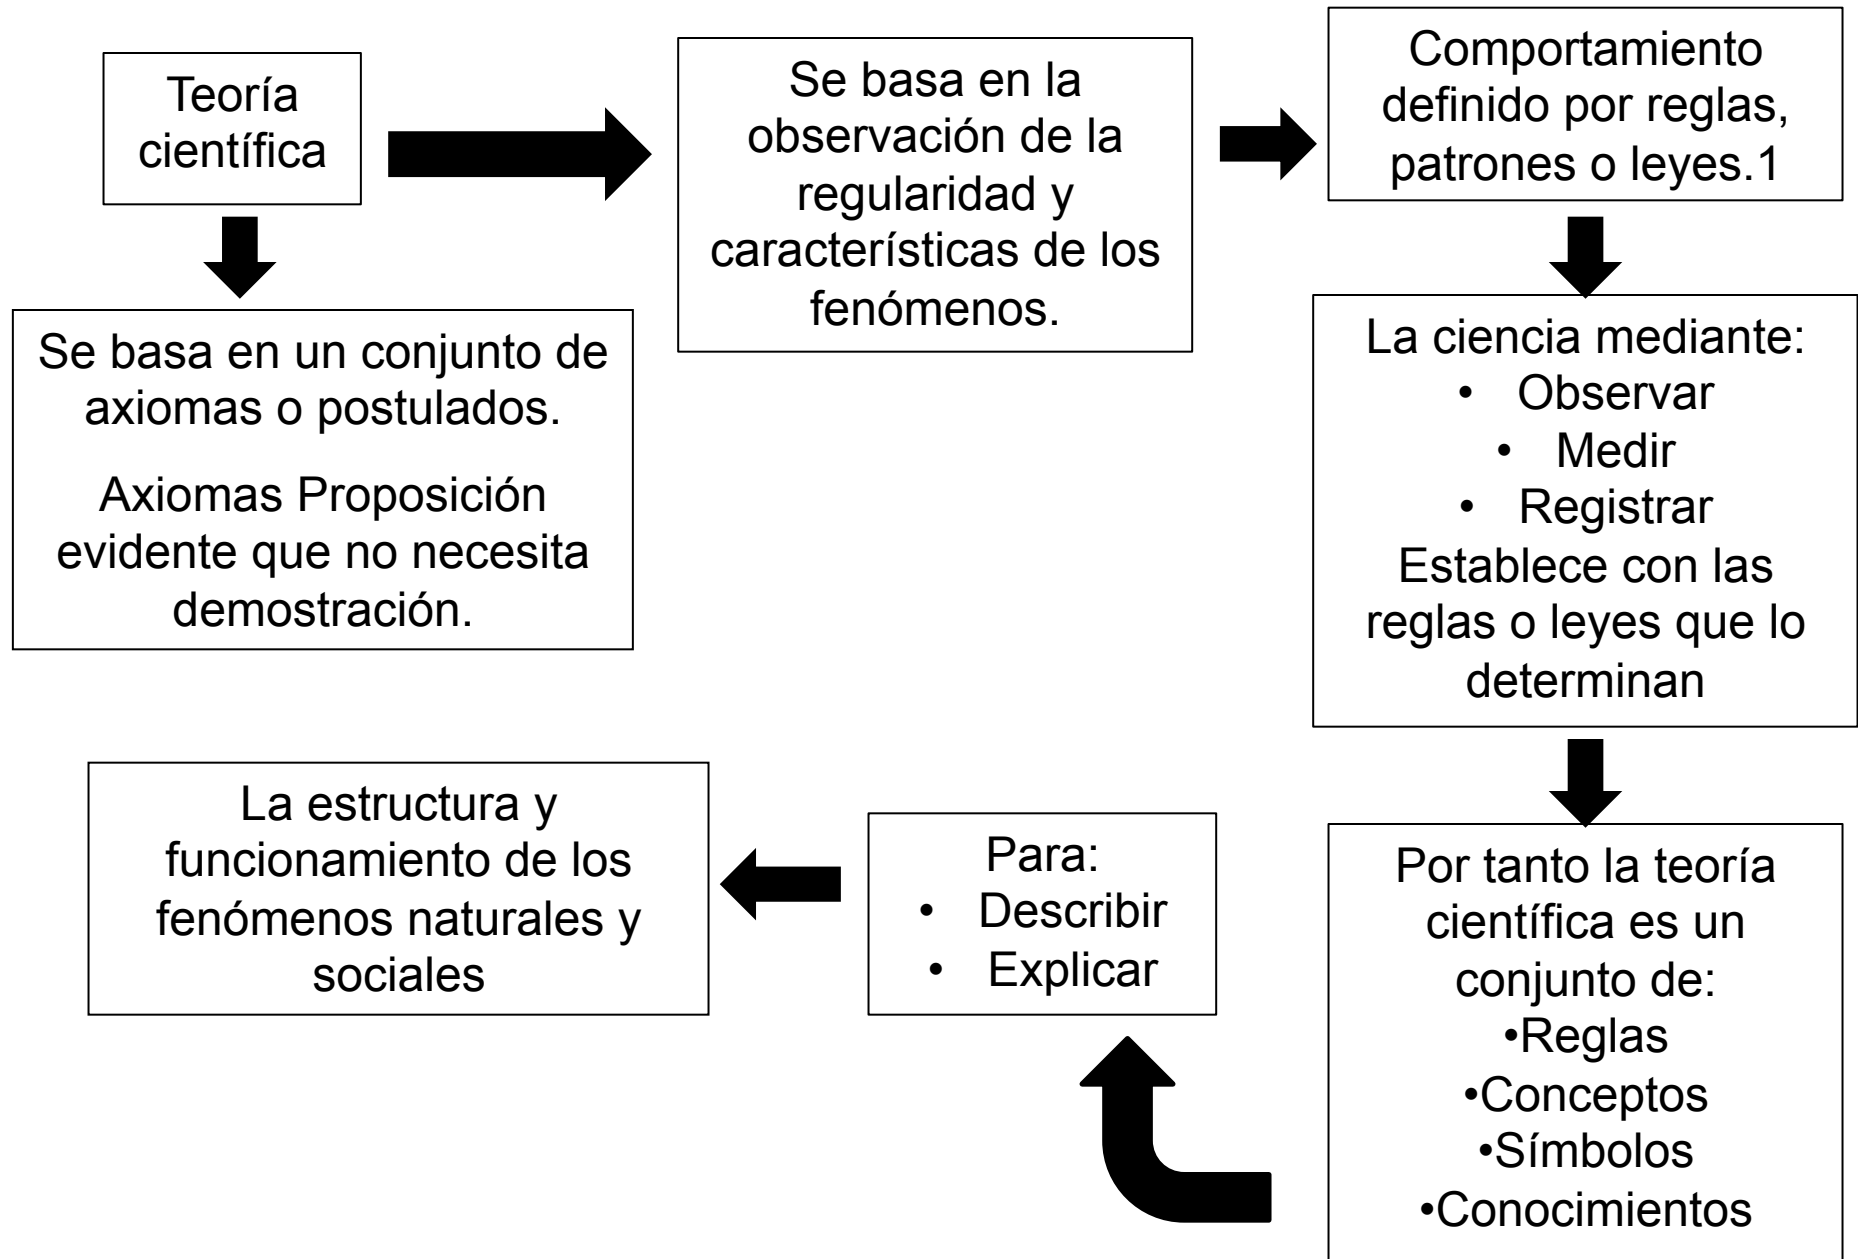 Teoría
científica
Se basa en la
observación de la
regularidad y
características de los
fenómenos.
Comportamiento
definido por reglas,
patrones o leyes.1
Se basa en un conjunto de
axiomas o postulados.
Axiomas Proposición
evidente que no necesita
demostración.
La ciencia mediante:
• Observar
• Medir
• Registrar
Establece con las
reglas o leyes que lo
determinan
Por tanto la teoría
científica es un
conjunto de:
•Reglas
•Conceptos
•Símbolos
•Conocimientos
Para:
• Describir
• Explicar
La estructura y
funcionamiento de los
fenómenos naturales y
sociales